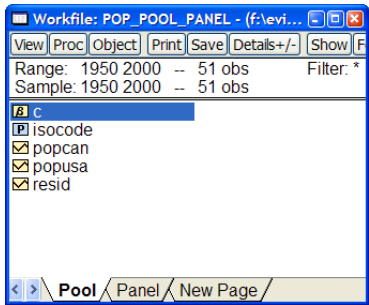 Workfile: POP_POOL_PANEL - (f:\evi...
View Proc Object Print Save Details+/- Show F
Range: 1950 2000 -- 51 obs Filter: *
Sample: 1950 2000 -- 51 obs
β c
P isocode
popcan
popusa
resid
Pool Panel New Page